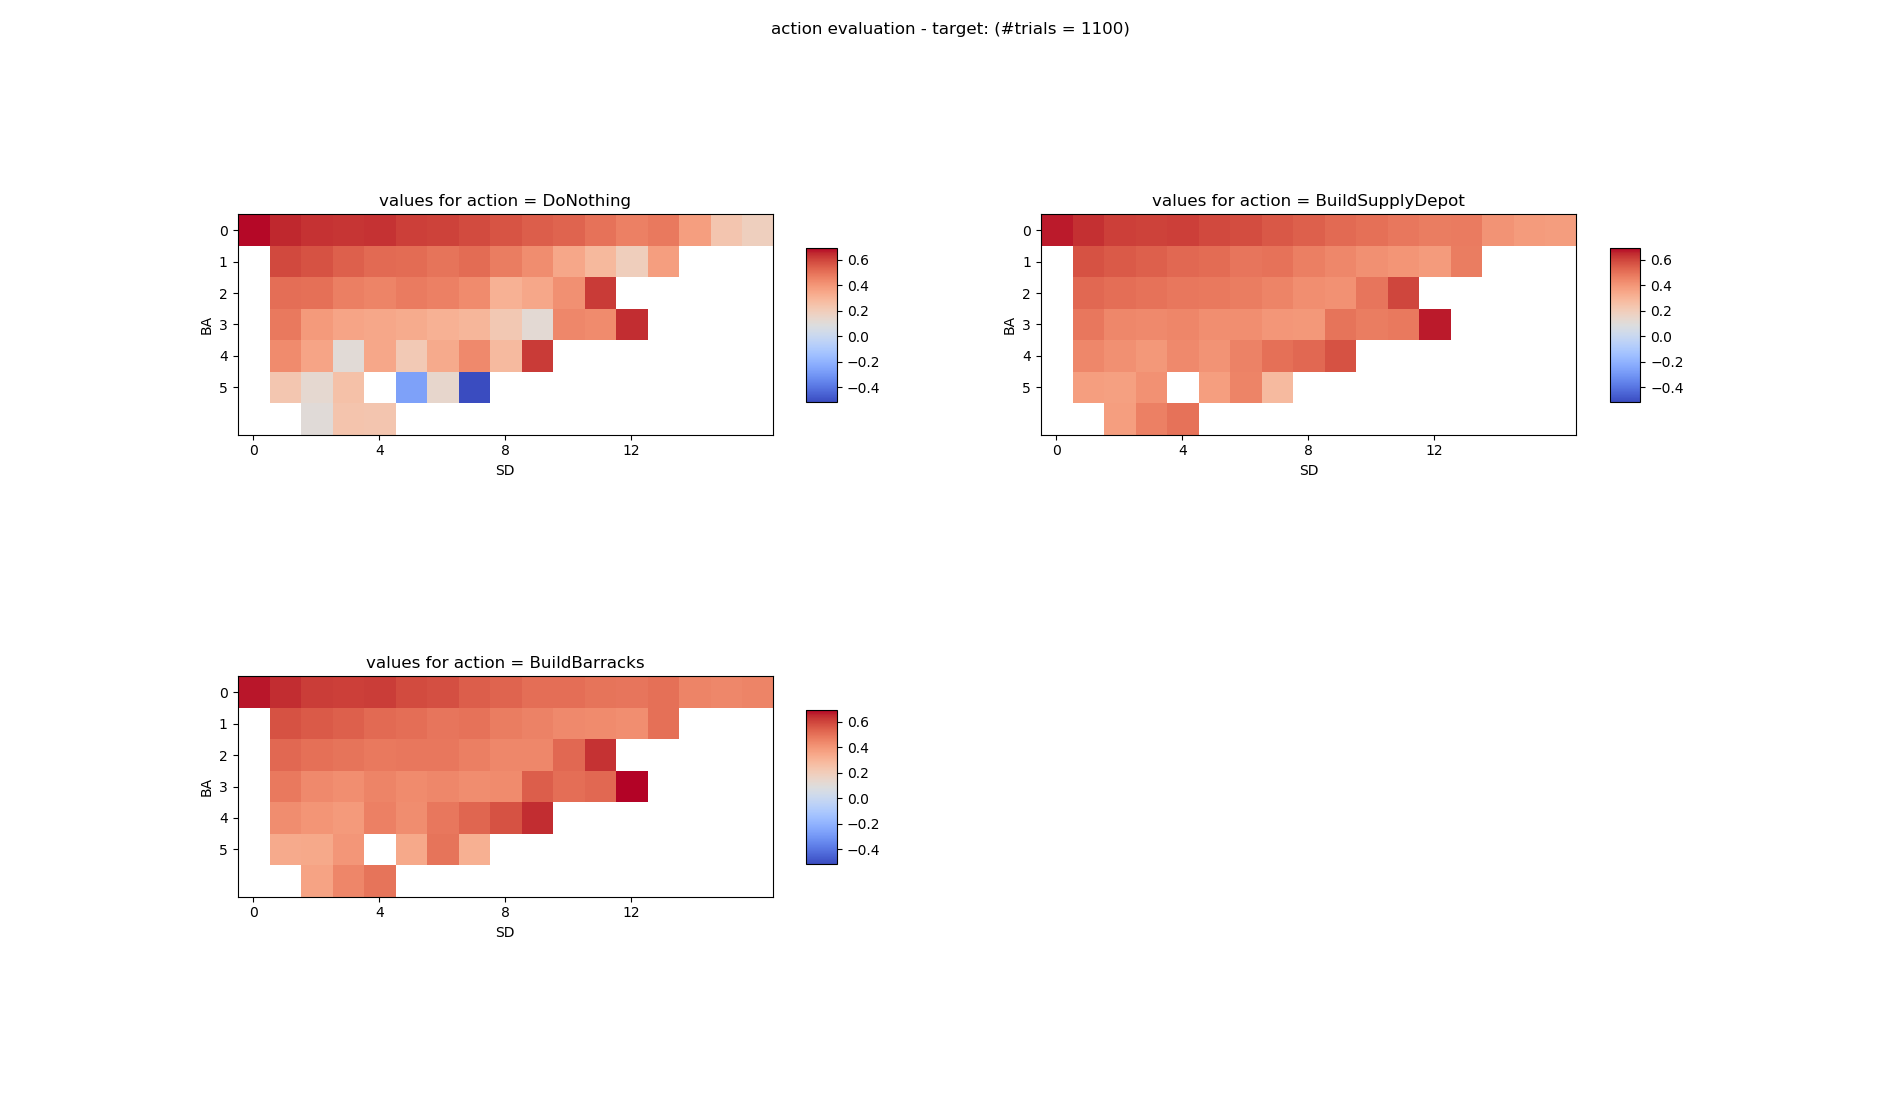 action evaluation - target: (#trials = 1100)
values for action = DoNothing
0
1
2
3
4
5
BA
0 4 8 12
SD
0.6
0.4
0.2
0.0
−0.2
−0.4
values for action = BuildSupplyDepot
0
1
2
3
4
5
BA
0 4 8 12
SD
0.6
0.4
0.2
0.0
−0.2
−0.4
values for action = BuildBarracks
0
1
2
3
4
5
BA
0 4 8 12
SD
0.6
0.4
0.2
0.0
−0.2
−0.4